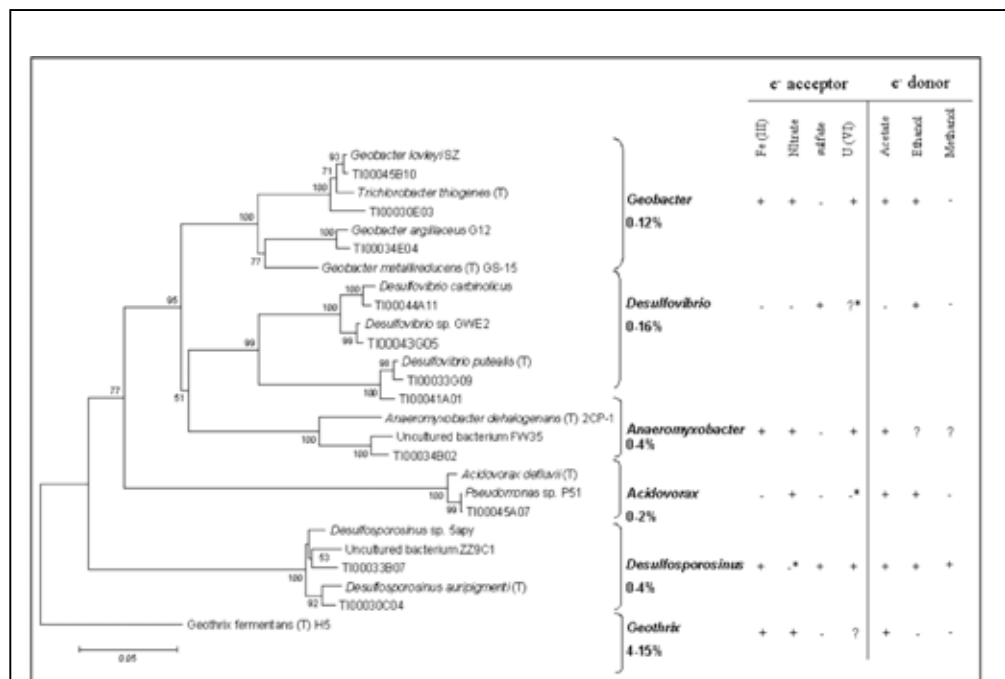 e- acceptor e- donor
Fe (III) Nitrate sulfate U (VI) Acetate Ethanol Methanol
93 Geobacter lovleyi SZ
71 TI00045B10
100 Trichlorobacter thiogenes (T)
TI00030E03
Geobacter
+ + - + + + -
0-12%
100
100 Geobacter argillaceus G12
TI00034E04
77 Geobacter metallireducens (T) GS-15
Desulfovibrio carbinolicus
100 TI00044A11
Desulfovibrio
- - + ?* - + -
0-16%
95
100 Desulfovibrio sp. GWE2
99 TI00043G05
99
98 Desulfovibrio putealis (T)
TI00033G09
100 TI00041A01
77
51
Anaeromyxobacter dehalogenans (T) 2CP-1
Uncultured bacterium FW35
100
100 TI00034B02
Anaeromyxobacter
+ + - + + ? ?
0-4%
Acidovorax defluvii (T)
100 Pseudomonas sp. P51
99 TI00045A07
Acidovorax
- + - -* + + -
0-2%
Desulfosporosinus sp. 5apy
Uncultured bacterium ZZ9C1
53
TI00033B07
100
Desulfosporosinus auripigmenti (T)
92 TI00030C04
Desulfosporosinus
+ -* + + + + +
0-4%
Geothrix fermentans (T) H5
Geothrix
+ + - ? + - -
4-15%
0.05